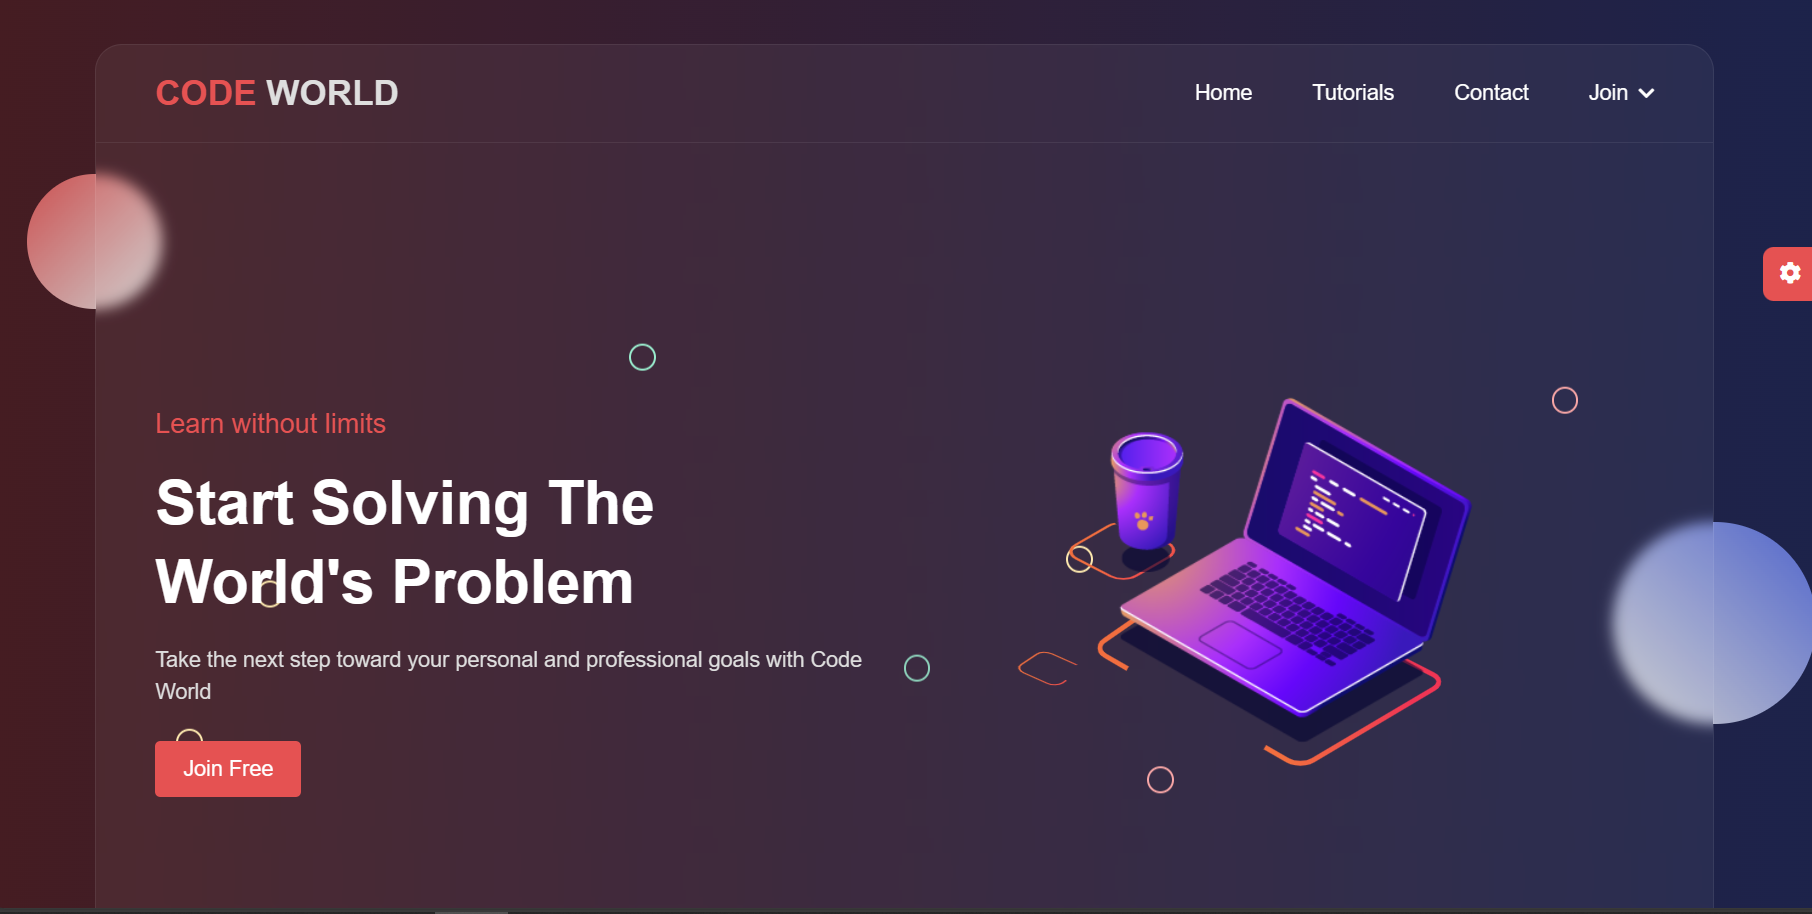 CODE WORLD
Home
Tutorials
Contact
Join
Learn without limits
Start Solving The
World's Problem
Take the next step toward your personal and professional goals with Code
World
Join Free